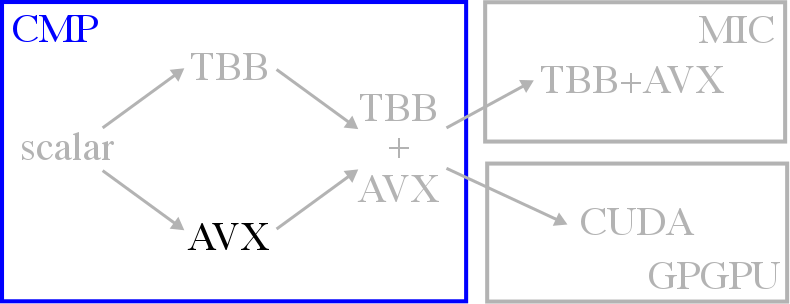 CMP
scalar
TBB
AVX
TBB
+
AVX
MIC
TBB+AVX
CUDA
GPGPU